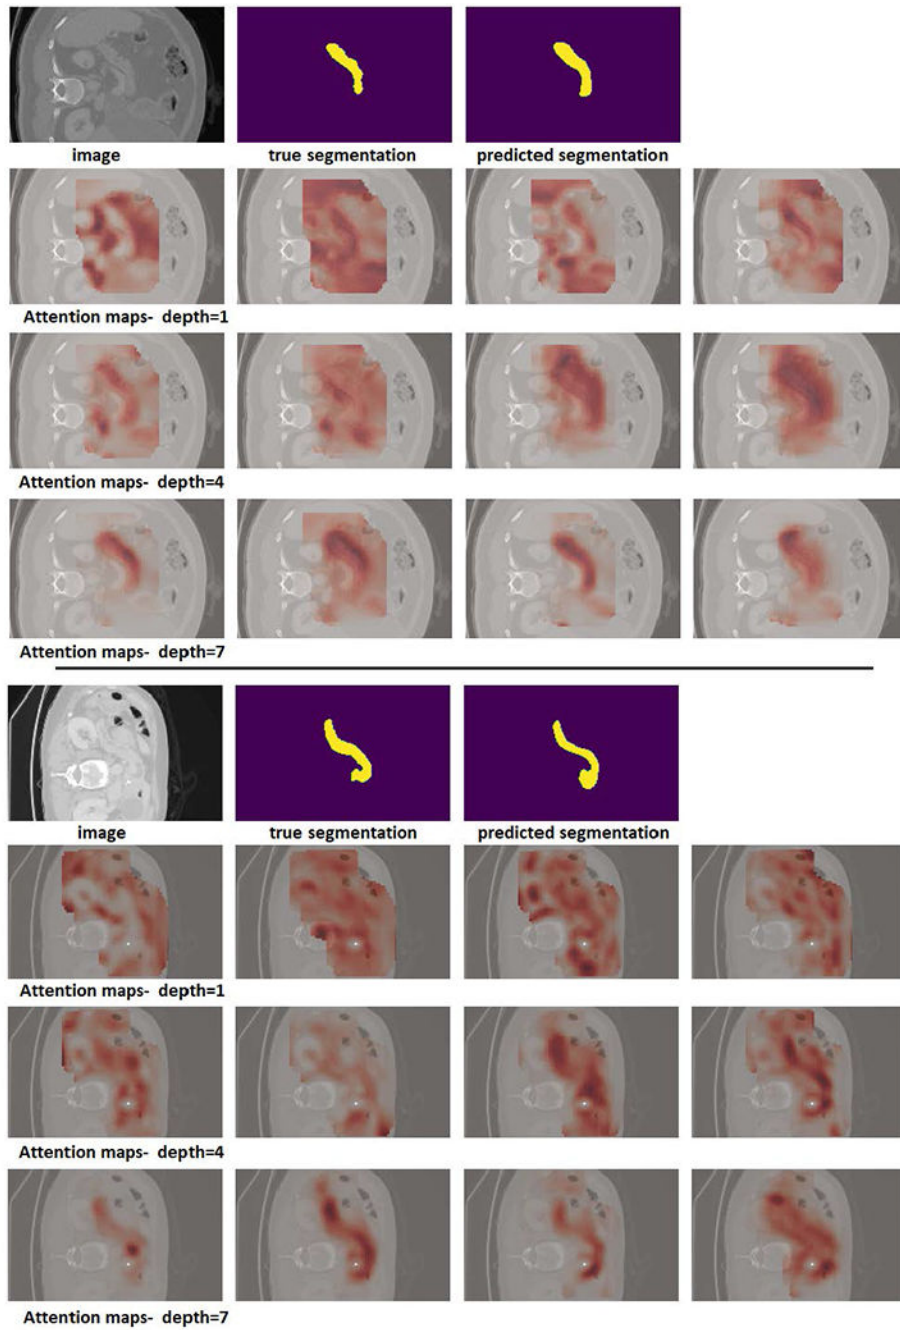 image true segmentation predicted segmentation
Attention maps- depth=1
Attention maps- depth=4
Attention maps- depth=7
image true segmentation predicted segmentation
Attention maps- depth=1
Attention maps- depth=4
Attention maps- depth=7